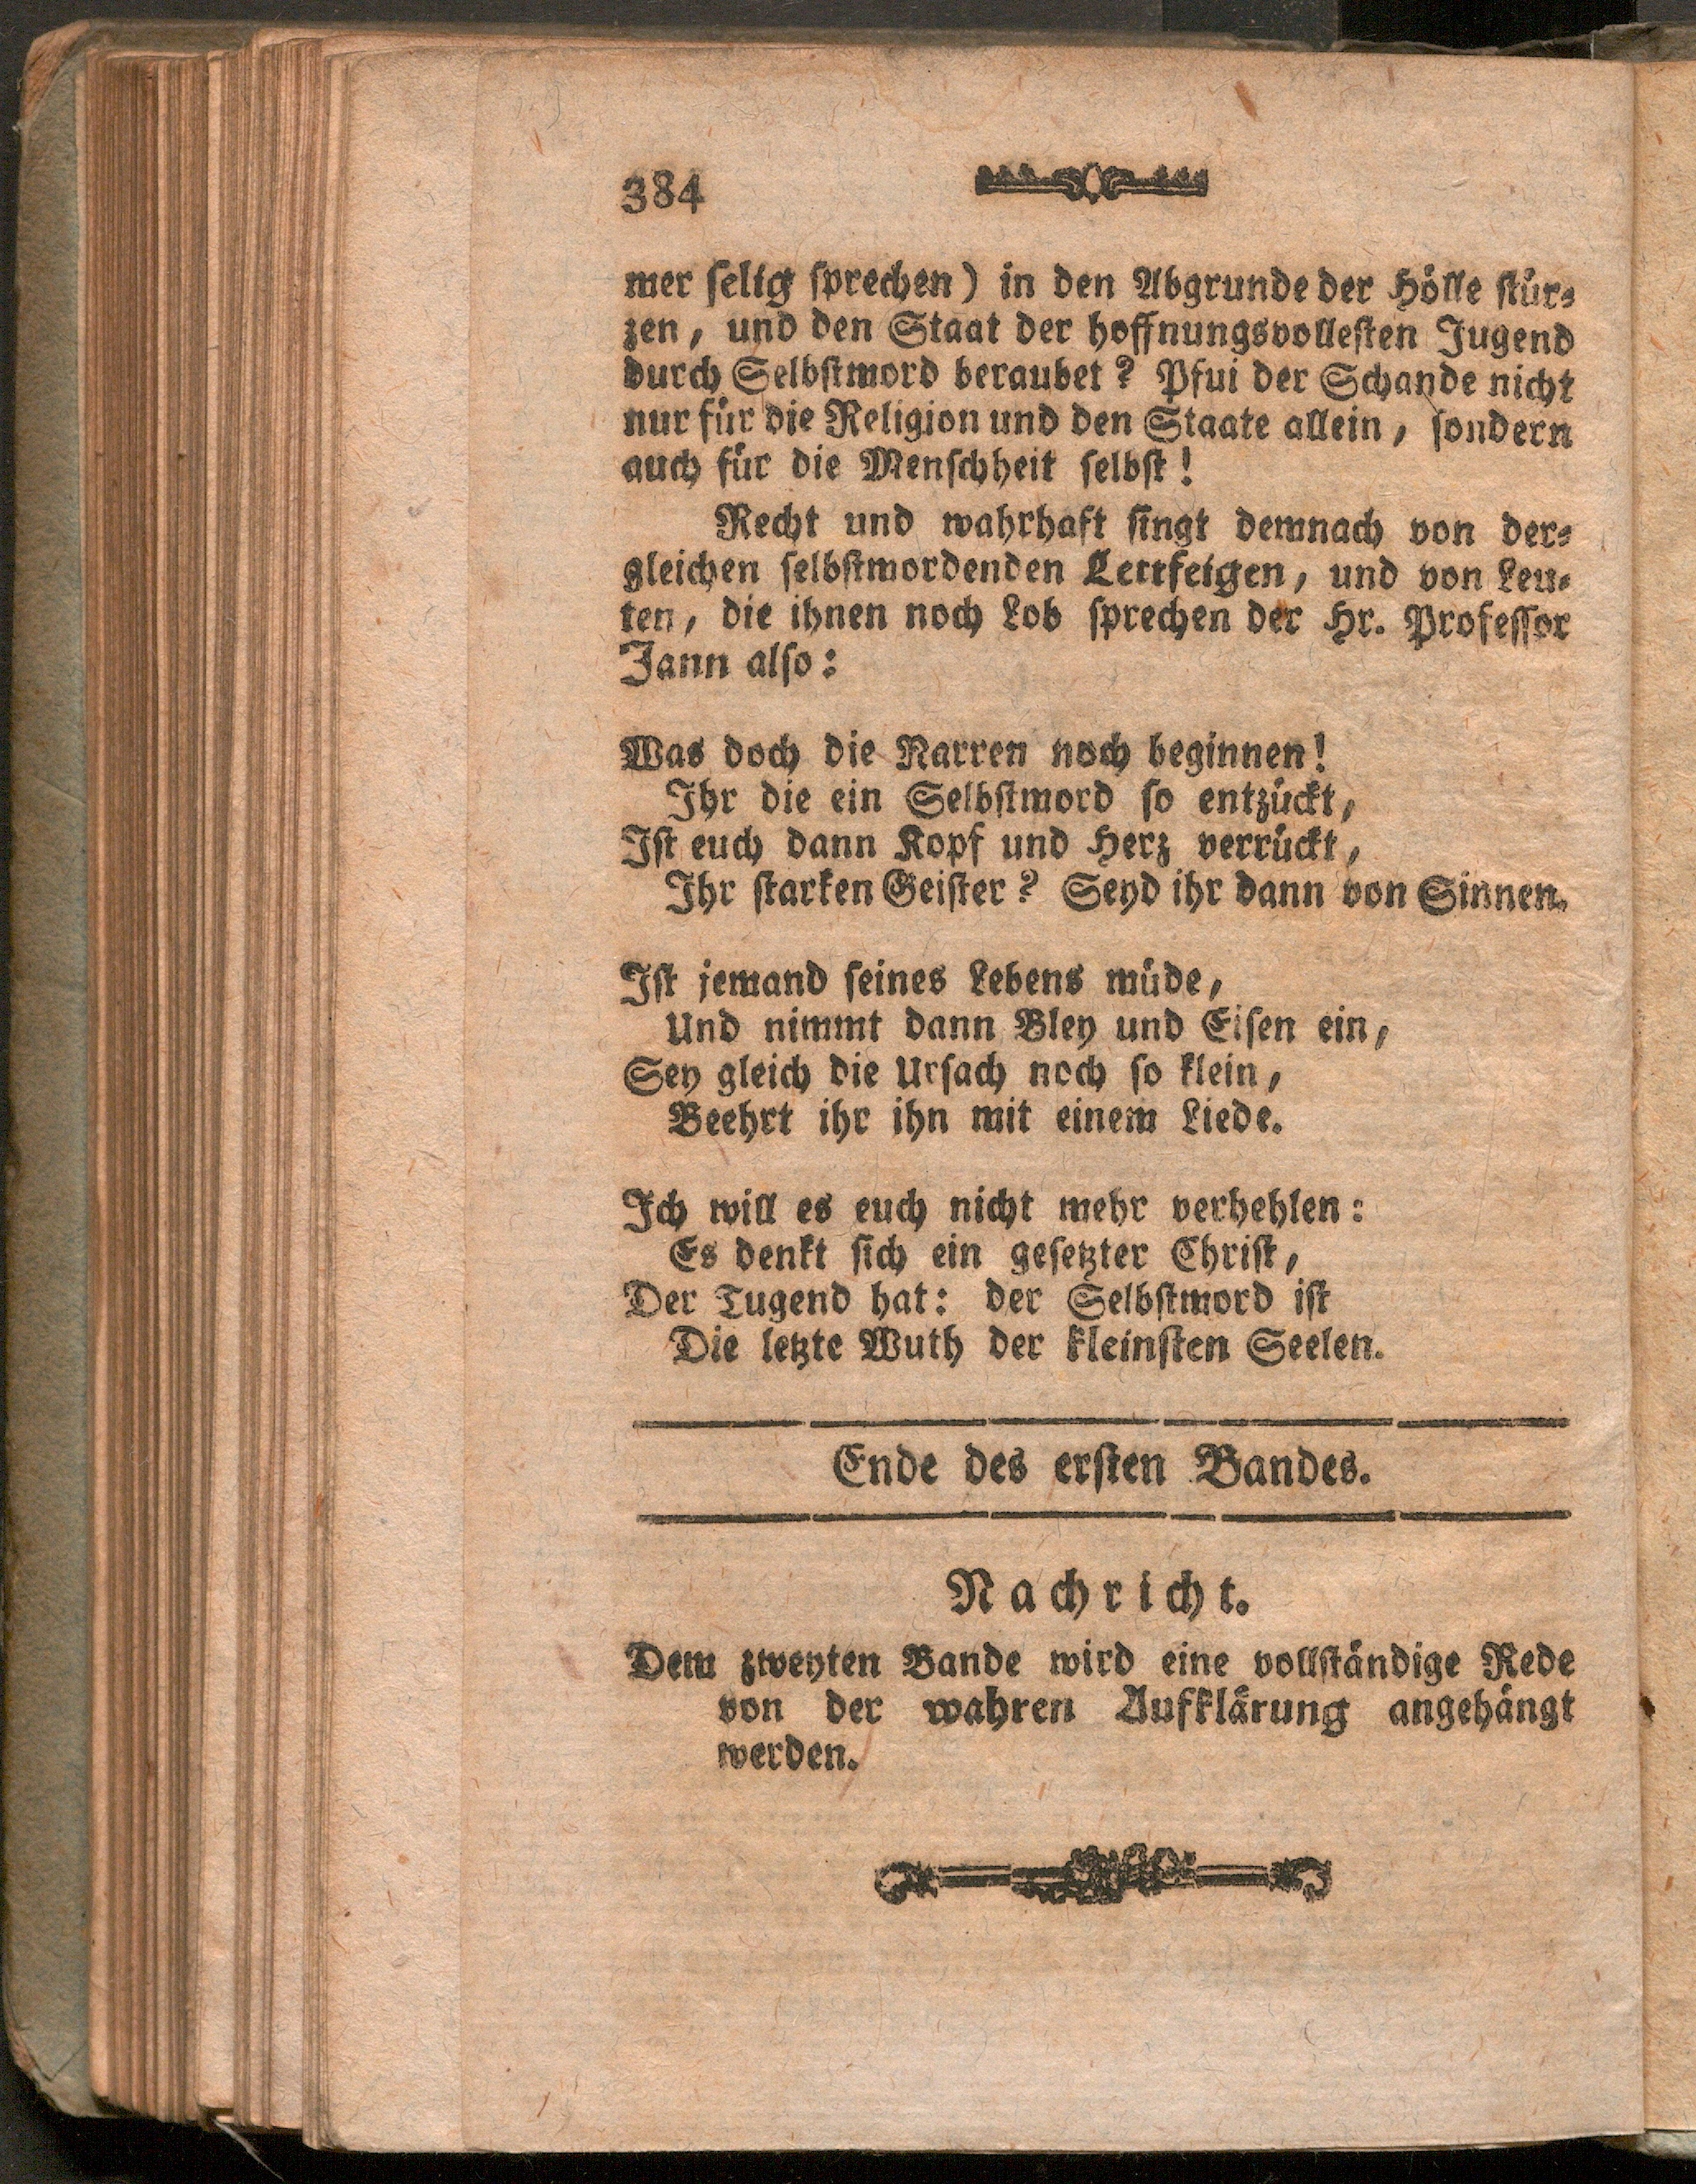 384
mer ſelig ſprechen) in den Abgrunde der Hölle ſtür⸗
zen, und den Staat der hoffnungsvolleſten Jugend
durch Selbſtmord beraubet? Pfui der Schande nicht
nur für die Religion und den Staate allein, ſondern
auch für die Menſchheit ſelbſt!
Recht und wahrhaft ſingt demnach von der⸗
gleichen ſelbſtmordenden Lettfeigen, und von Leu⸗
ten, die ihnen noch Lob ſprechen der Hr. Profeſſor
Jann alſo:
Was doch die Narren noch beginnen!
Ihr die ein Selbſtmord ſo entzückt,
Iſt euch dann Kopf und Herz verrückt,
Ihr ſtarken Geiſter? Seyd ihr dann von Sinnen.
Iſt jemand ſeines Lebens müde,
Und nimmt dann Bley und Eiſen ein,
Sey gleich die Urſach noch ſo klein,
Beehrt ihr ihn mit einem Liede.
Ich will es euch nicht mehr verhehlen:
Es denkt ſich ein geſetzter Chriſt,
Der Tugend hat: der Selbſtmord iſt
Die letzte Wuth der kleinſten Seelen.
Ende des erſten Bandes.
Nachricht.
Dem zweyten Bande wird eine vollſtändige Rede
von der wahren Aufklärung angehängt
werden.